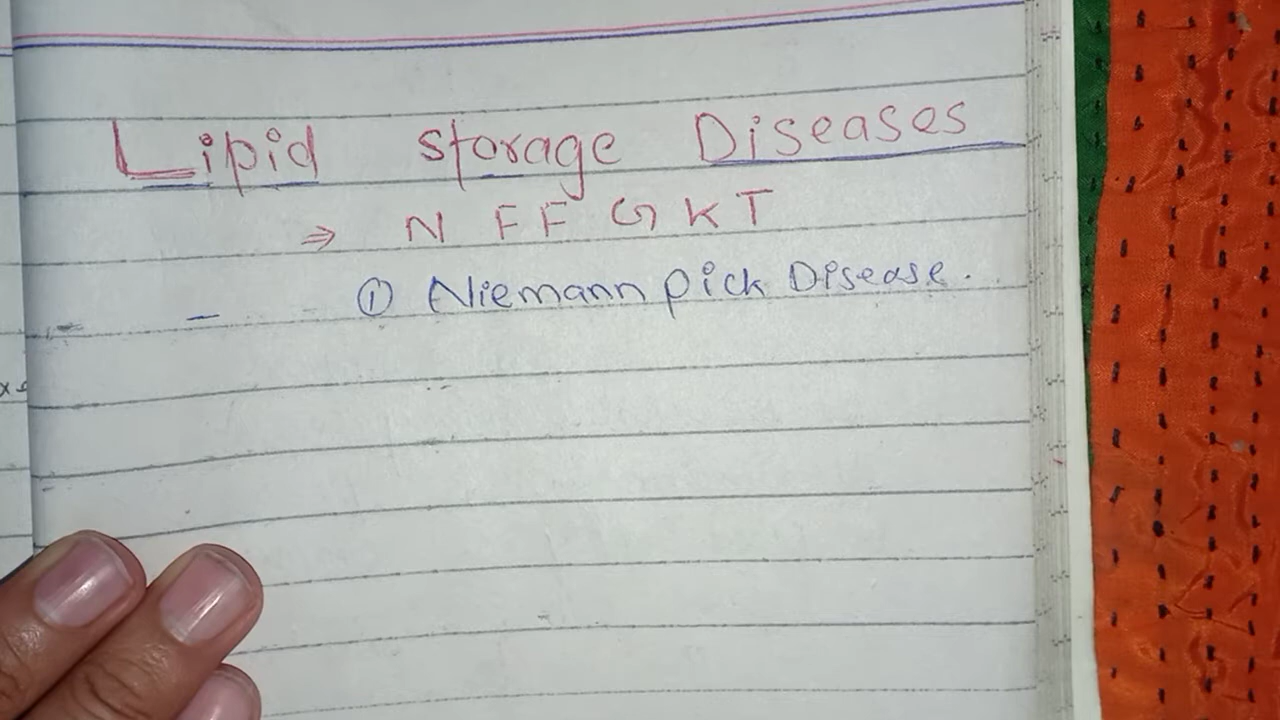 Lipid storage Diseases
⇒ N F F G K T
① Niemann pick Disease.